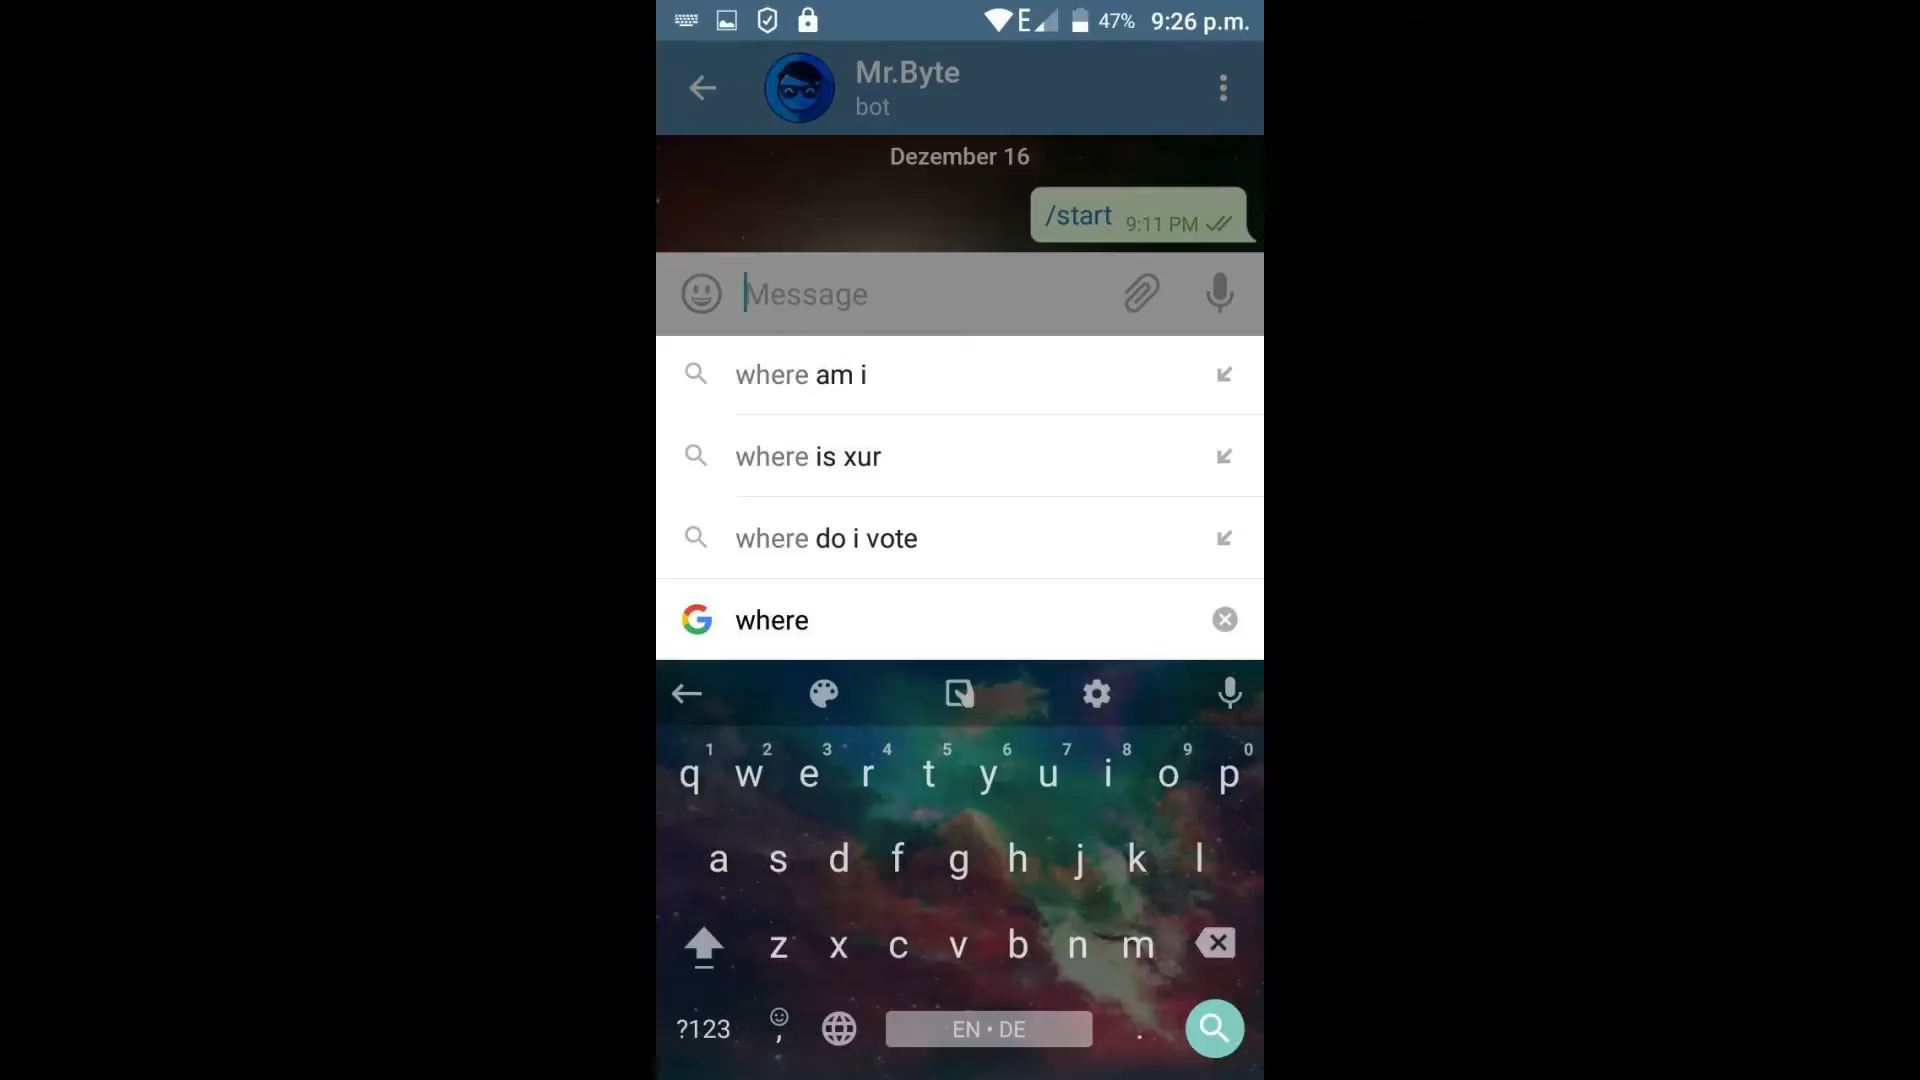 E 47% 9:26 p.m.
Mr.Byte
bot
Dezember 16
/start 9:11 PM
Message
where am i
where is xur
where do i vote
where
1 2 3 4 5 6 7 8 9 0
q w e r t y u i o p
a s d f g h j k l
z x c v b n m
?123 , EN • DE .